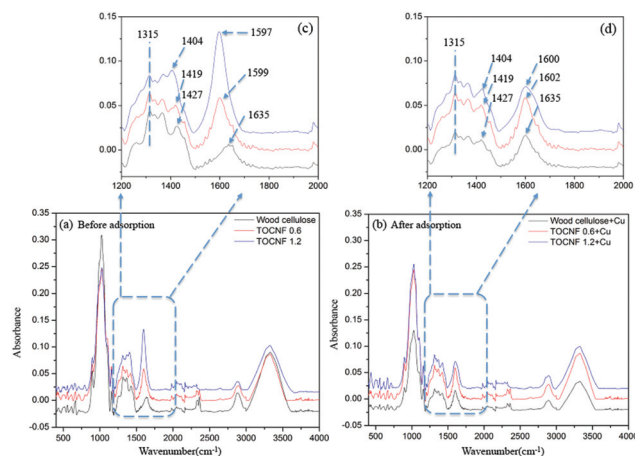 (c)
1315
1404
1419
1427
1597
1599
1635
0.15
0.10
0.05
0.00
1200 1400 1600 1800 2000
(d)
1315
1404
1419
1427
1600
1602
1635
0.15
0.10
0.05
0.00
1200 1400 1600 1800 2000
(a) Before adsorption
Wood cellulose
TOCNF 0.6
TOCNF 1.2
Absorbance
0.35
0.30
0.25
0.20
0.15
0.10
0.05
0.00
-0.05
500 1000 1500 2000 2500 3000 3500 4000
Wavenumber(cm-1)
(b) After adsorption
Wood cellulose+Cu
TOCNF 0.6+Cu
TOCNF 1.2+Cu
Absorbance
0.35
0.30
0.25
0.20
0.15
0.10
0.05
0.00
-0.05
500 1000 1500 2000 2500 3000 3500 4000
Wavenumber(cm-1)